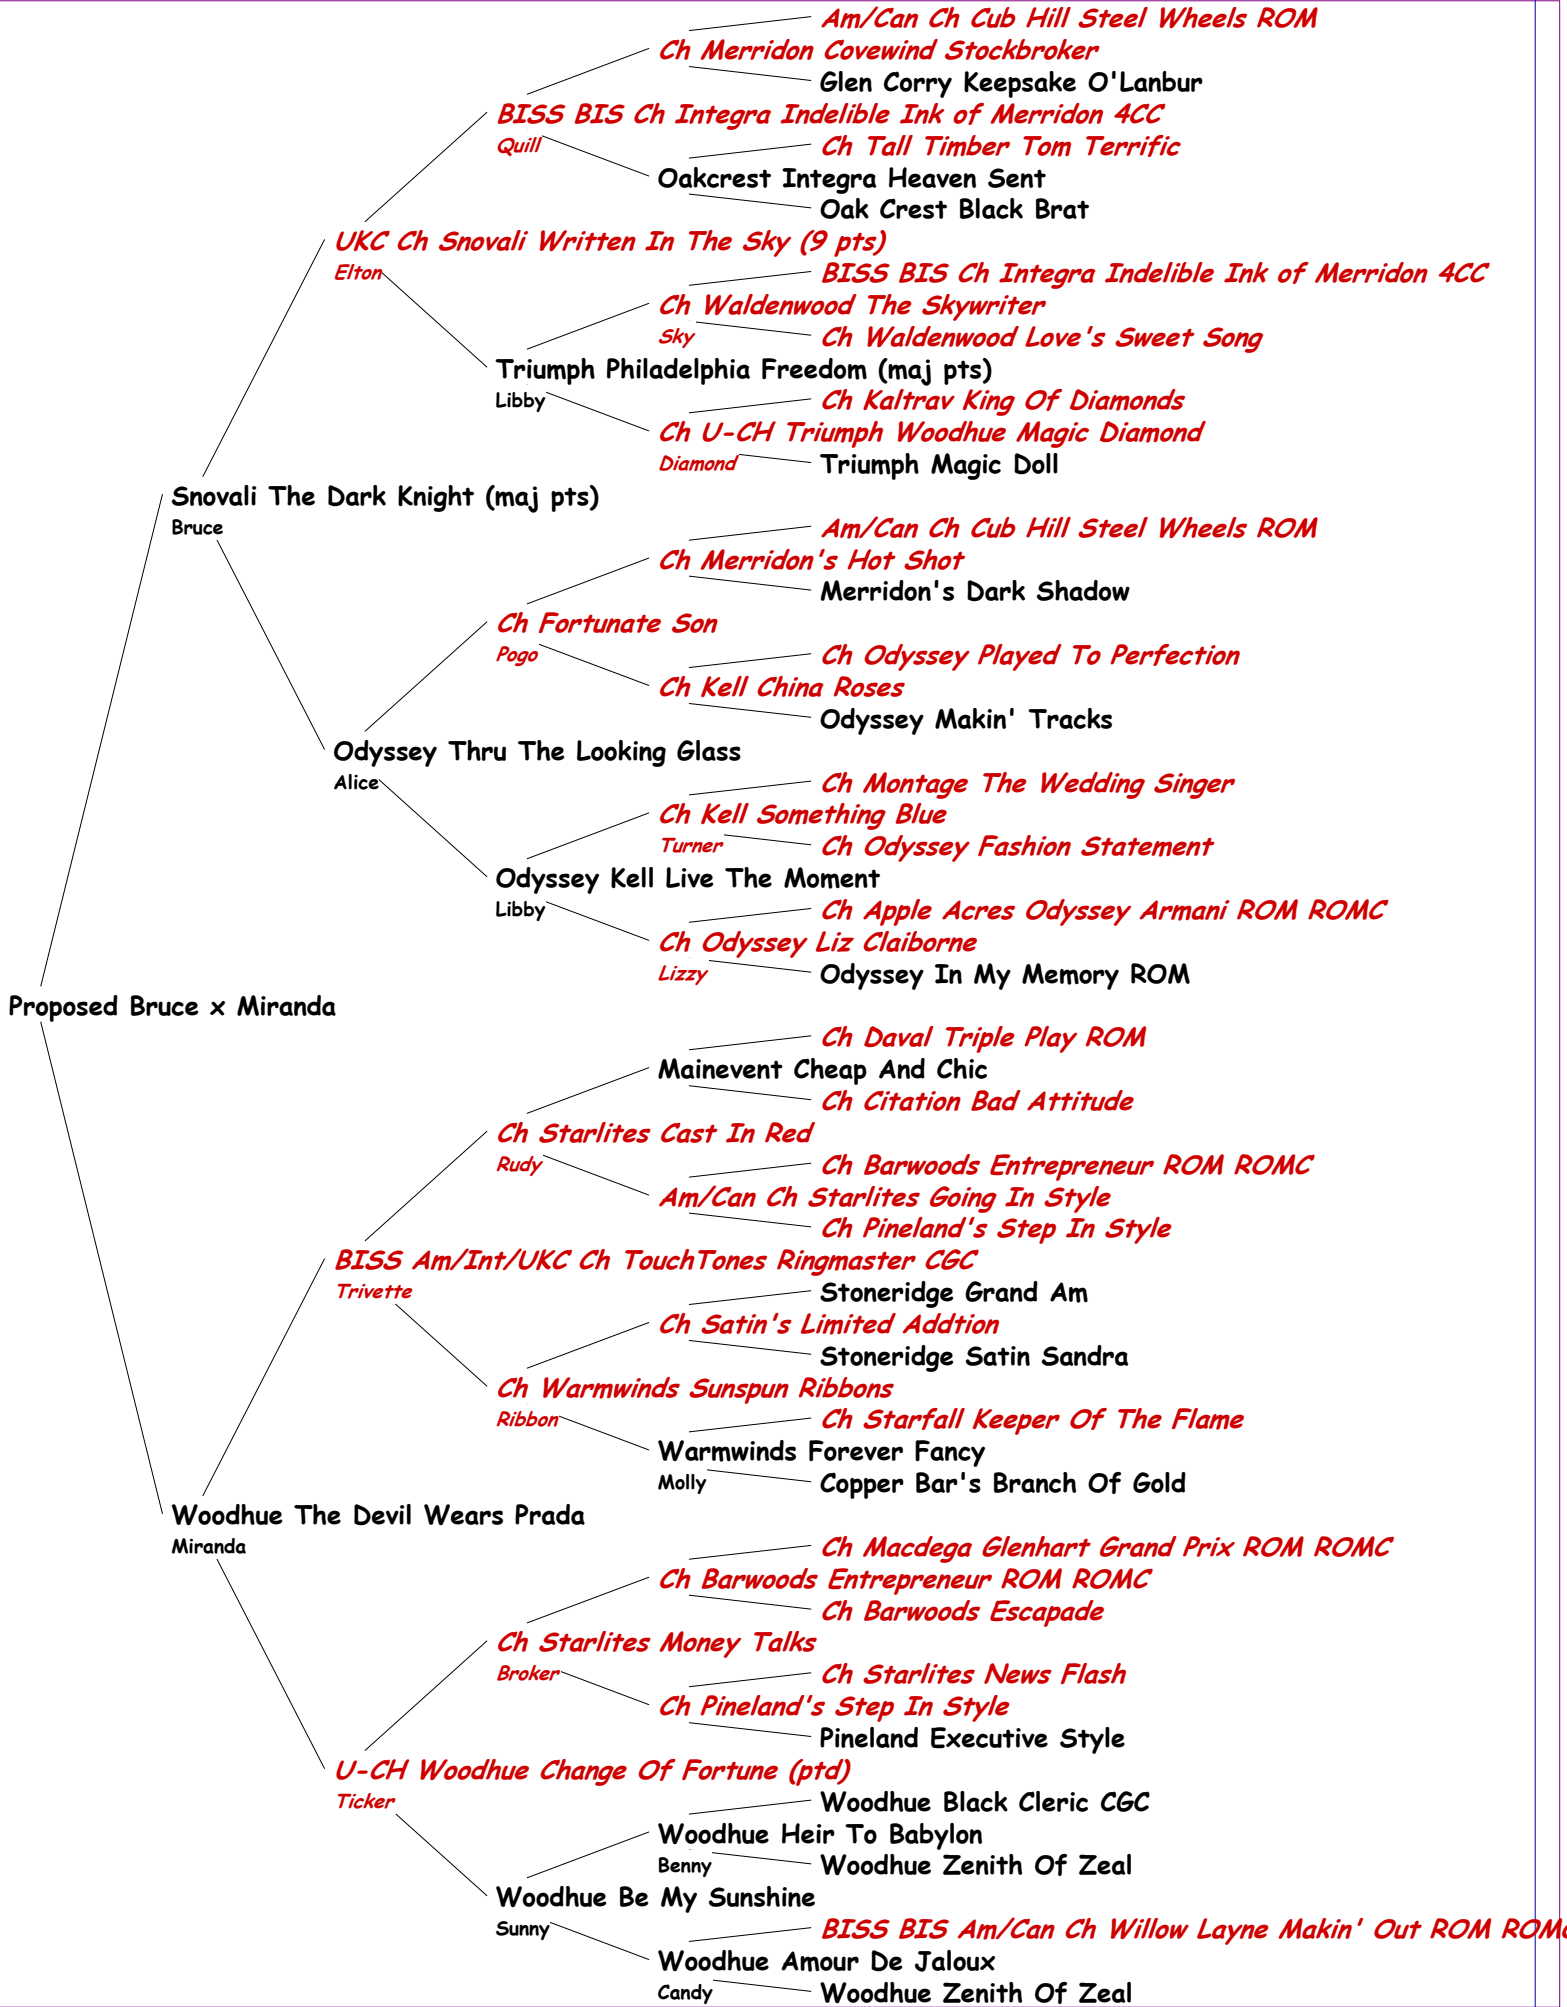 Am/Can Ch Cub Hill Steel Wheels ROM
Ch Merridon Covewind Stockbroker
Glen Corry Keepsake O'Lanbur
BISS BIS Ch Integra Indelible Ink of Merridon 4CC
Quill
Ch Tall Timber Tom Terrific
Oakcrest Integra Heaven Sent
Oak Crest Black Brat
UKC Ch Snovali Written In The Sky (9 pts)
Elton
BISS BIS Ch Integra Indelible Ink of Merridon 4CC
Ch Waldenwood The Skywriter
Sky
Ch Waldenwood Love's Sweet Song
Triumph Philadelphia Freedom (maj pts)
Libby
Ch Kaltrav King Of Diamonds
Ch U-CH Triumph Woodhue Magic Diamond
Diamond
Triumph Magic Doll
Snovali The Dark Knight (maj pts)
Bruce
Am/Can Ch Cub Hill Steel Wheels ROM
Ch Merridon's Hot Shot
Merridon's Dark Shadow
Ch Fortunate Son
Pogo
Ch Odyssey Played To Perfection
Ch Kell China Roses
Odyssey Makin' Tracks
Odyssey Thru The Looking Glass
Alice
Ch Montage The Wedding Singer
Ch Kell Something Blue
Turner
Ch Odyssey Fashion Statement
Odyssey Kell Live The Moment
Libby
Ch Apple Acres Odyssey Armani ROM ROMC
Ch Odyssey Liz Claiborne
Lizzy
Odyssey In My Memory ROM
Proposed Bruce x Miranda
Ch Daval Triple Play ROM
Mainevent Cheap And Chic
Ch Citation Bad Attitude
Ch Starlites Cast In Red
Rudy
Ch Barwoods Entrepreneur ROM ROMC
Am/Can Ch Starlites Going In Style
Ch Pineland's Step In Style
BISS Am/Int/UKC Ch TouchTones Ringmaster CGC
Trivette
Stoneridge Grand Am
Ch Satin's Limited Addtion
Stoneridge Satin Sandra
Ch Warmwinds Sunspun Ribbons
Ribbon
Ch Starfall Keeper Of The Flame
Warmwinds Forever Fancy
Molly
Copper Bar's Branch Of Gold
Woodhue The Devil Wears Prada
Miranda
Ch Macdega Glenhart Grand Prix ROM ROMC
Ch Barwoods Entrepreneur ROM ROMC
Ch Barwoods Escapade
Ch Starlites Money Talks
Broker
Ch Starlites News Flash
Ch Pineland's Step In Style
Pineland Executive Style
U-CH Woodhue Change Of Fortune (ptd)
Ticker
Woodhue Black Cleric CGC
Woodhue Heir To Babylon
Benny
Woodhue Zenith Of Zeal
Woodhue Be My Sunshine
Sunny
BISS BIS Am/Can Ch Willow Layne Makin' Out ROM
Woodhue Amour De Jaloux
Candy
Woodhue Zenith Of Zeal